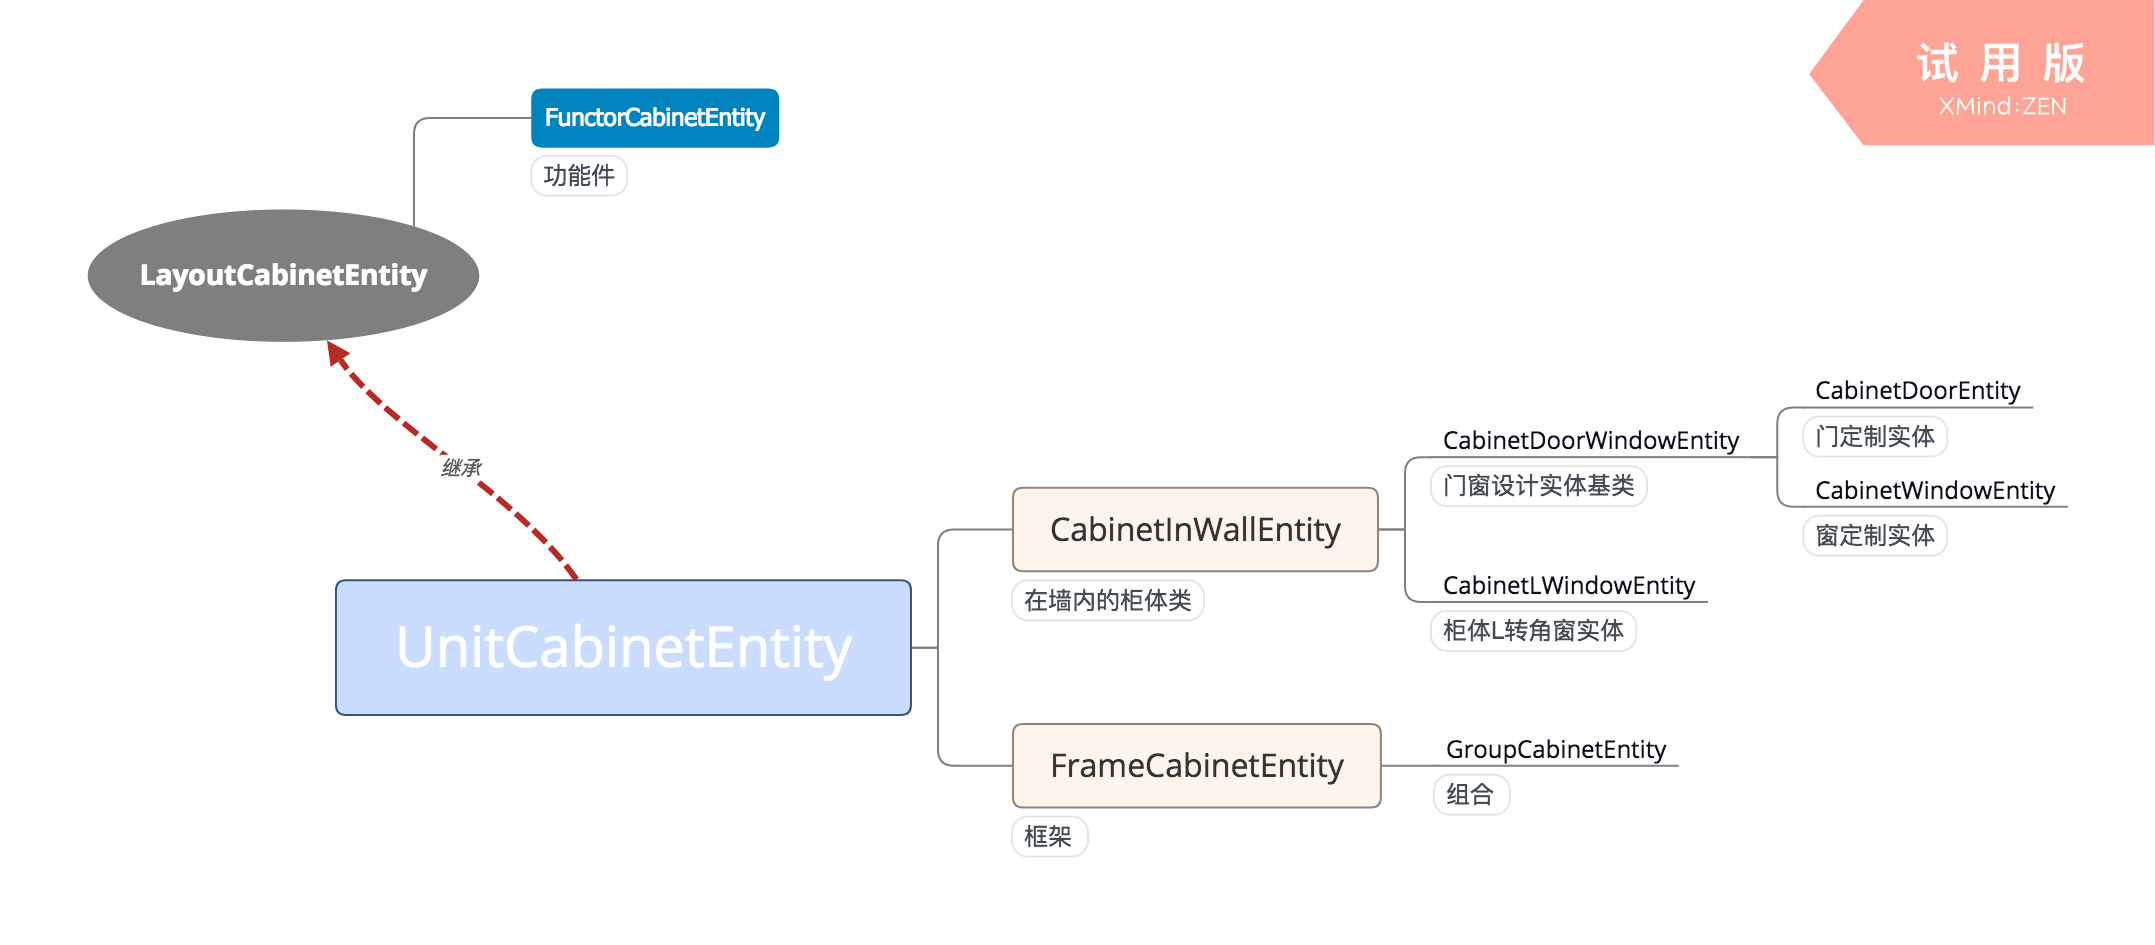 试用版
XMind:ZEN
FunctorCabinetEntity
功能件
LayoutCabinetEntity
继承
UnitCabinetEntity
CabinetInWallEntity
在墙内的柜体类
CabinetDoorWindowEntity
门窗设计实体基类
CabinetDoorEntity
门定制实体
CabinetWindowEntity
窗定制实体
CabinetLWindowEntity
柜体L转角窗实体
FrameCabinetEntity
框架
GroupCabinetEntity
组合